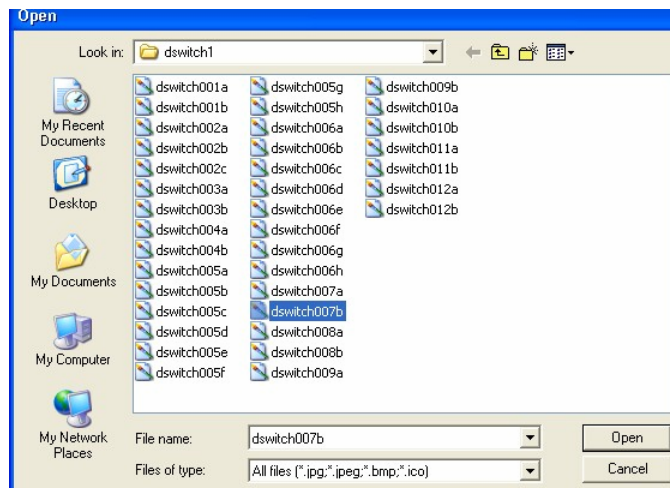 Open
Look in: dswitch1
My Recent
Documents
Desktop
My Documents
My Computer
My Network
Places
dswitch001a
dswitch001b
dswitch002a
dswitch002b
dswitch002c
dswitch003a
dswitch003b
dswitch004a
dswitch004b
dswitch005a
dswitch005b
dswitch005c
dswitch005d
dswitch005e
dswitch005f
dswitch005g
dswitch005h
dswitch006a
dswitch006b
dswitch006c
dswitch006d
dswitch006e
dswitch006f
dswitch006g
dswitch006h
dswitch007a
dswitch007b
dswitch008a
dswitch008b
dswitch009a
dswitch009b
dswitch010a
dswitch010b
dswitch011a
dswitch011b
dswitch012a
dswitch012b
File name: dswitch007b Open
Files of type: All files (*.jpg;*.jpeg;*.bmp;*.ico) Cancel